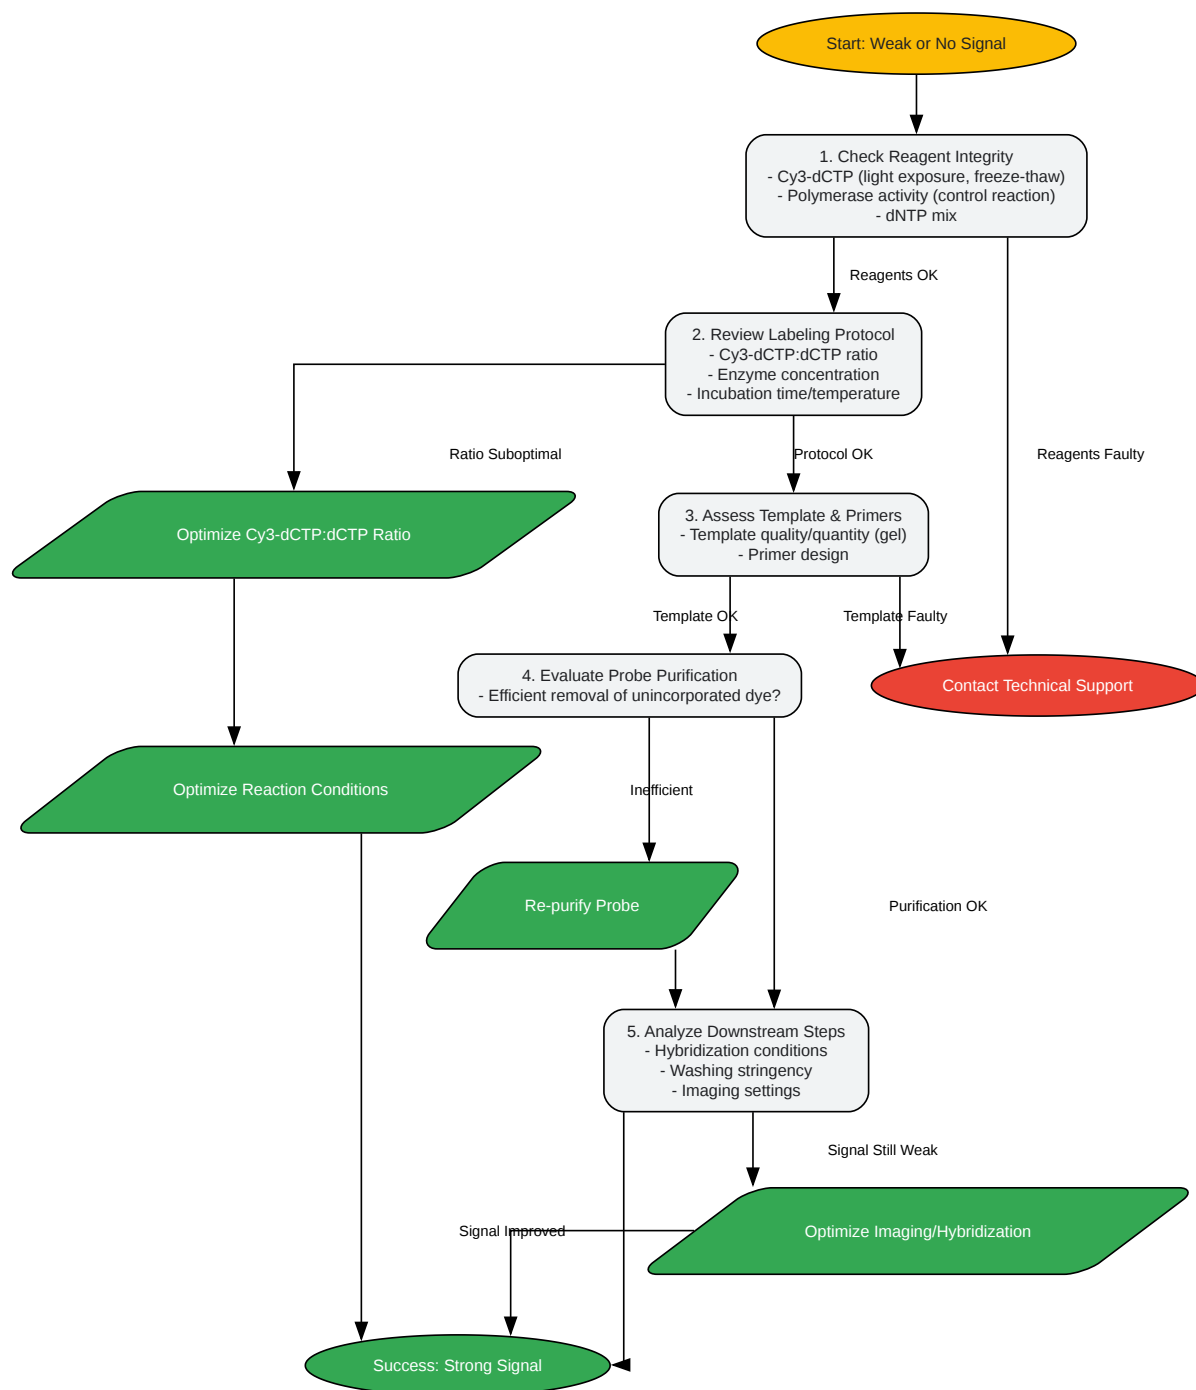 Start: Weak or No Signal
1. Check Reagent Integrity
- Cy3-dCTP (light exposure, freeze-thaw)
- Polymerase activity (control reaction)
- dNTP mix
Reagents OK
2. Review Labeling Protocol
- Cy3-dCTP:dCTP ratio
- Enzyme concentration
- Incubation time/temperature
Ratio Suboptimal
Protocol OK
Reagents Faulty
Optimize Cy3-dCTP:dCTP Ratio
3. Assess Template & Primers
- Template quality/quantity (gel)
- Primer design
Template OK
Template Faulty
4. Evaluate Probe Purification
- Efficient removal of unincorporated dye?
Contact Technical Support
Optimize Reaction Conditions
Inefficient
Re-purify Probe
Purification OK
5. Analyze Downstream Steps
- Hybridization conditions
- Washing stringency
- Imaging settings
Signal Still Weak
Signal Improved
Optimize Imaging/Hybridization
Success: Strong Signal